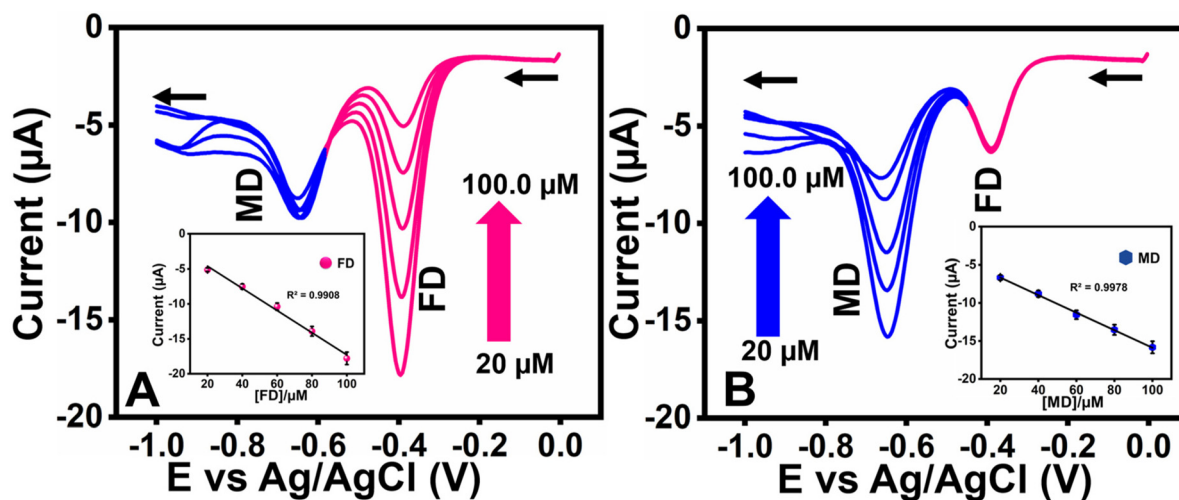 0
-5
-10
-15
-20
-1.0
-0.8
-0.6
-0.4
-0.2
0.0
Current (µA)
E vs Ag/AgCl (V)
MD
FD
100.0 µM
20 µM
A
0
-5
-10
-15
-20
20
40
60
80
100
Current (µA)
[FD]/µM
FD
R² = 0.9908
0
-5
-10
-15
-20
-1.0
-0.8
-0.6
-0.4
-0.2
0.0
Current (µA)
E vs Ag/AgCl (V)
MD
FD
100.0 µM
20 µM
B
0
-5
-10
-15
-20
20
40
60
80
100
Current (µA)
[MD]/µM
MD
R² = 0.9978